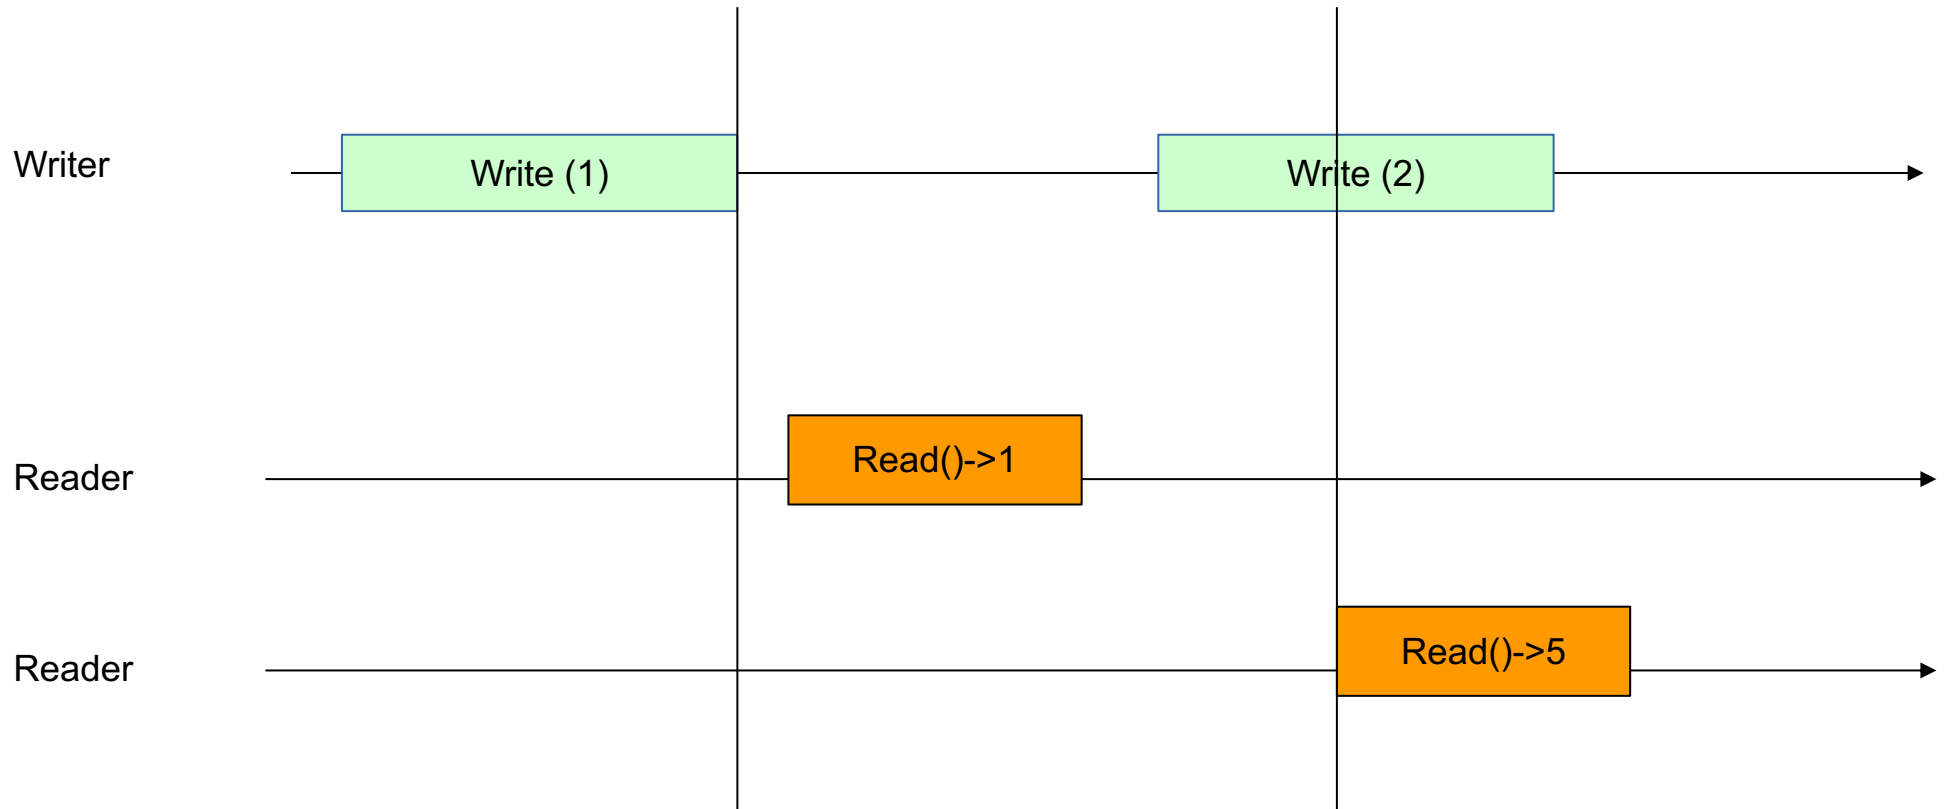 Writer
Write (1)
Write (2)
Reader
Read()->1
Reader
Read()->5